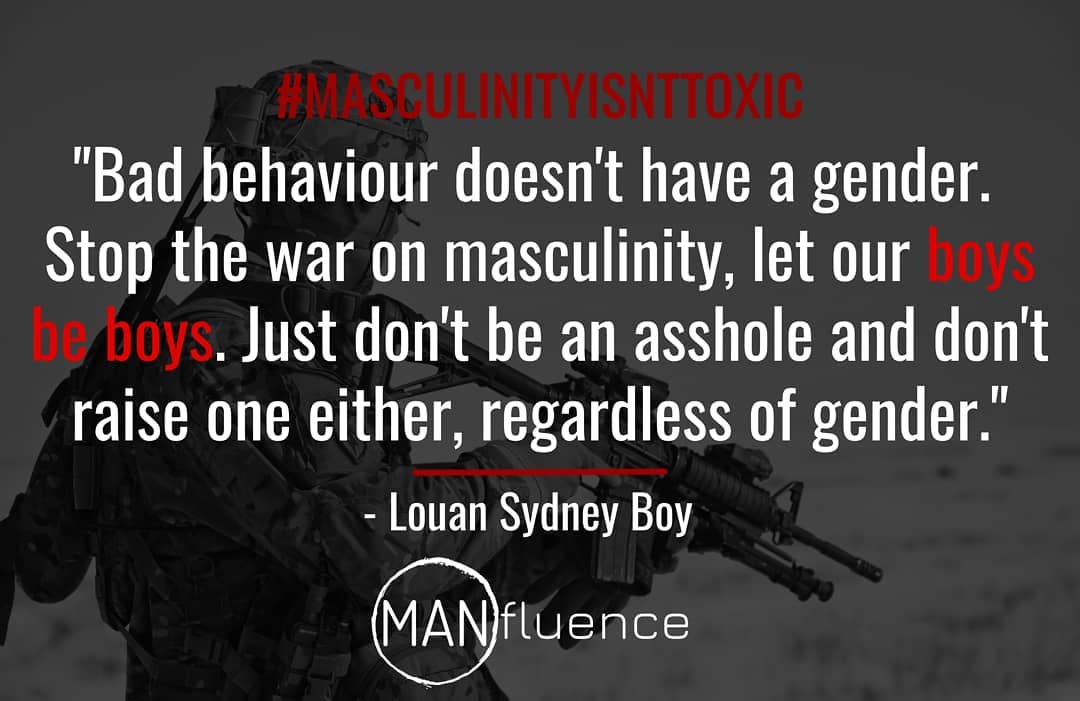 #MASCULINITYISNTTOXIC
"Bad behaviour doesn't have a gender.
Stop the war on masculinity, let our boys
be boys. Just don't be an asshole and don't
raise one either, regardless of gender."
- Louan Sydney Boy
MANfluence